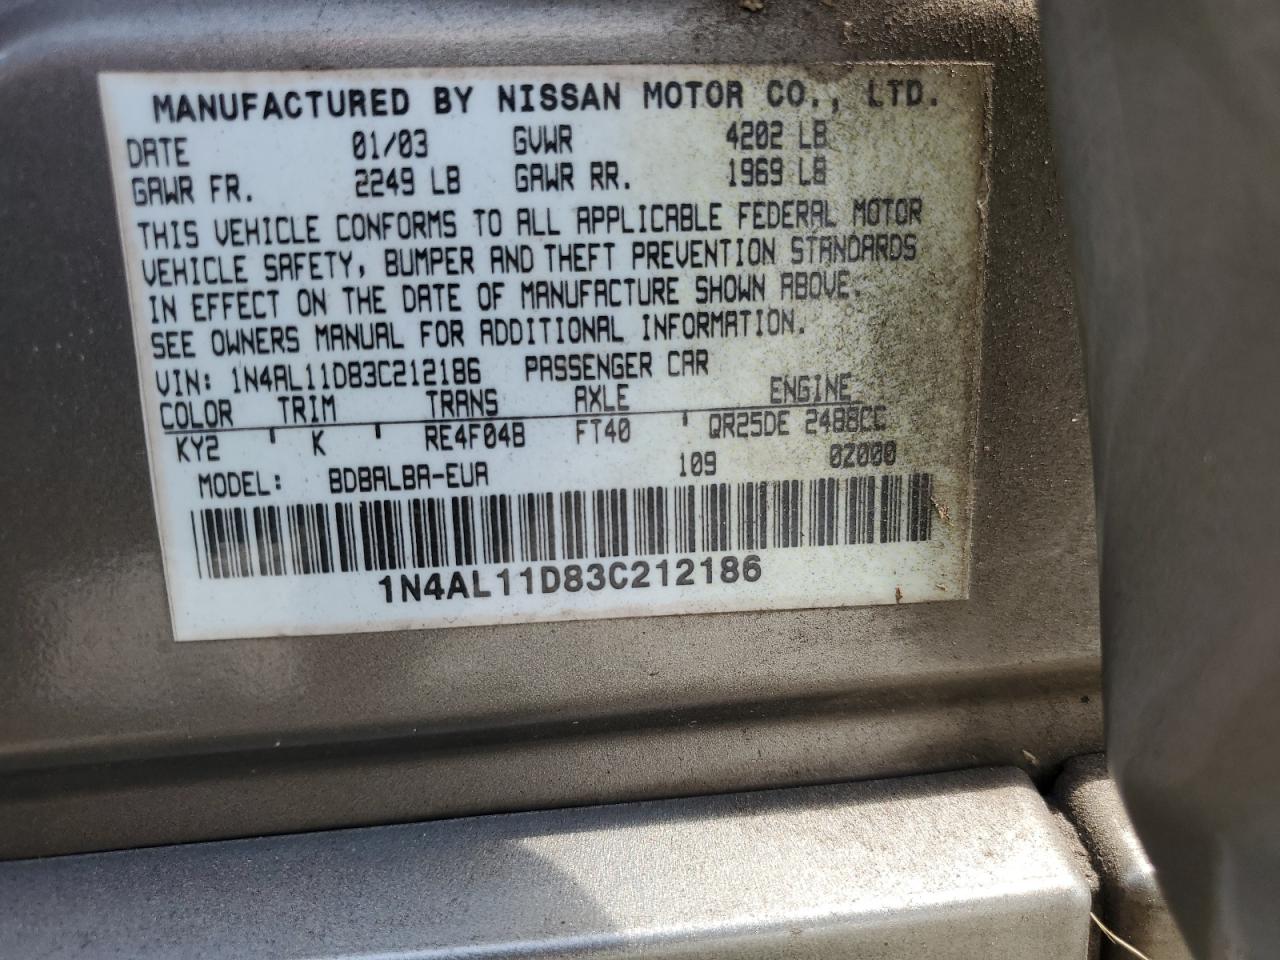 MANUFACTURED BY NISSAN MOTOR CO., LTD.
DATE 01/03 GVWR 4202 LB
GAWR FR. 2249 LB GAWR RR. 1969 LB
THIS VEHICLE CONFORMS TO ALL APPLICABLE FEDERAL MOTOR
VEHICLE SAFETY, BUMPER AND THEFT PREVENTION STANDARDS
IN EFFECT ON THE DATE OF MANUFACTURE SHOWN ABOVE.
SEE OWNERS MANUAL FOR ADDITIONAL INFORMATION.
VIN: 1N4AL11D83C212186 PASSENGER CAR
COLOR TRIM TRANS AXLE ENGINE
KY2 K RE4F04B FT40 QR25DE 2488CC
MODEL: BDBALBA-EUA 109 0Z000
1N4AL11D83C212186